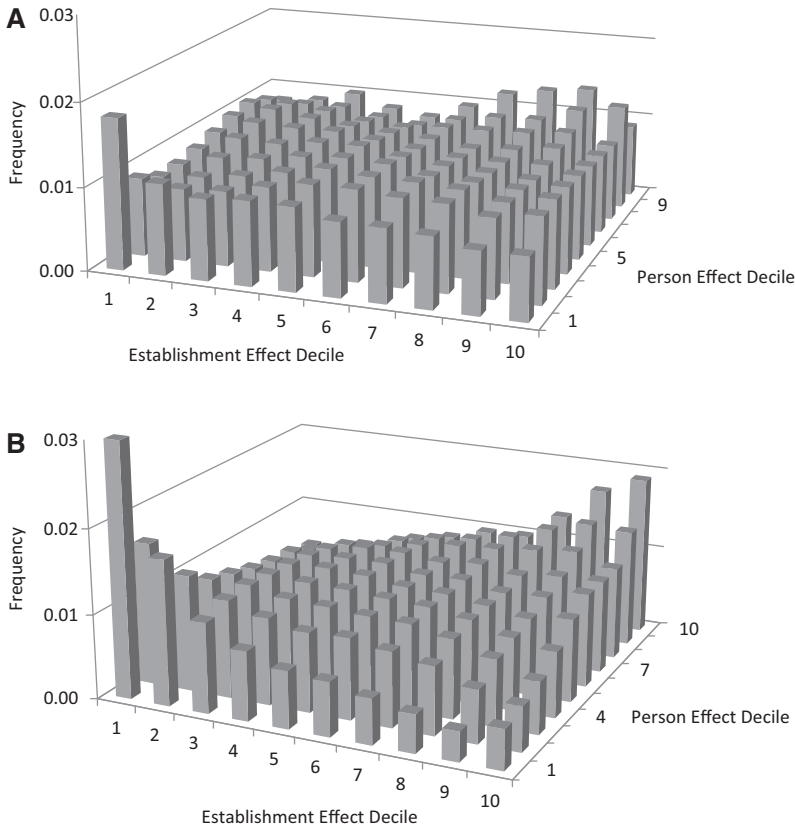 A
0.03
0.02
0.01
0.00
Frequency
1 2 3 4 5 6 7 8 9 10
Establishment Effect Decile
1 5 9
Person Effect Decile
B
0.03
0.02
0.01
0.00
Frequency
1 2 3 4 5 6 7 8 9 10
Establishment Effect Decile
1 4 7 10
Person Effect Decile